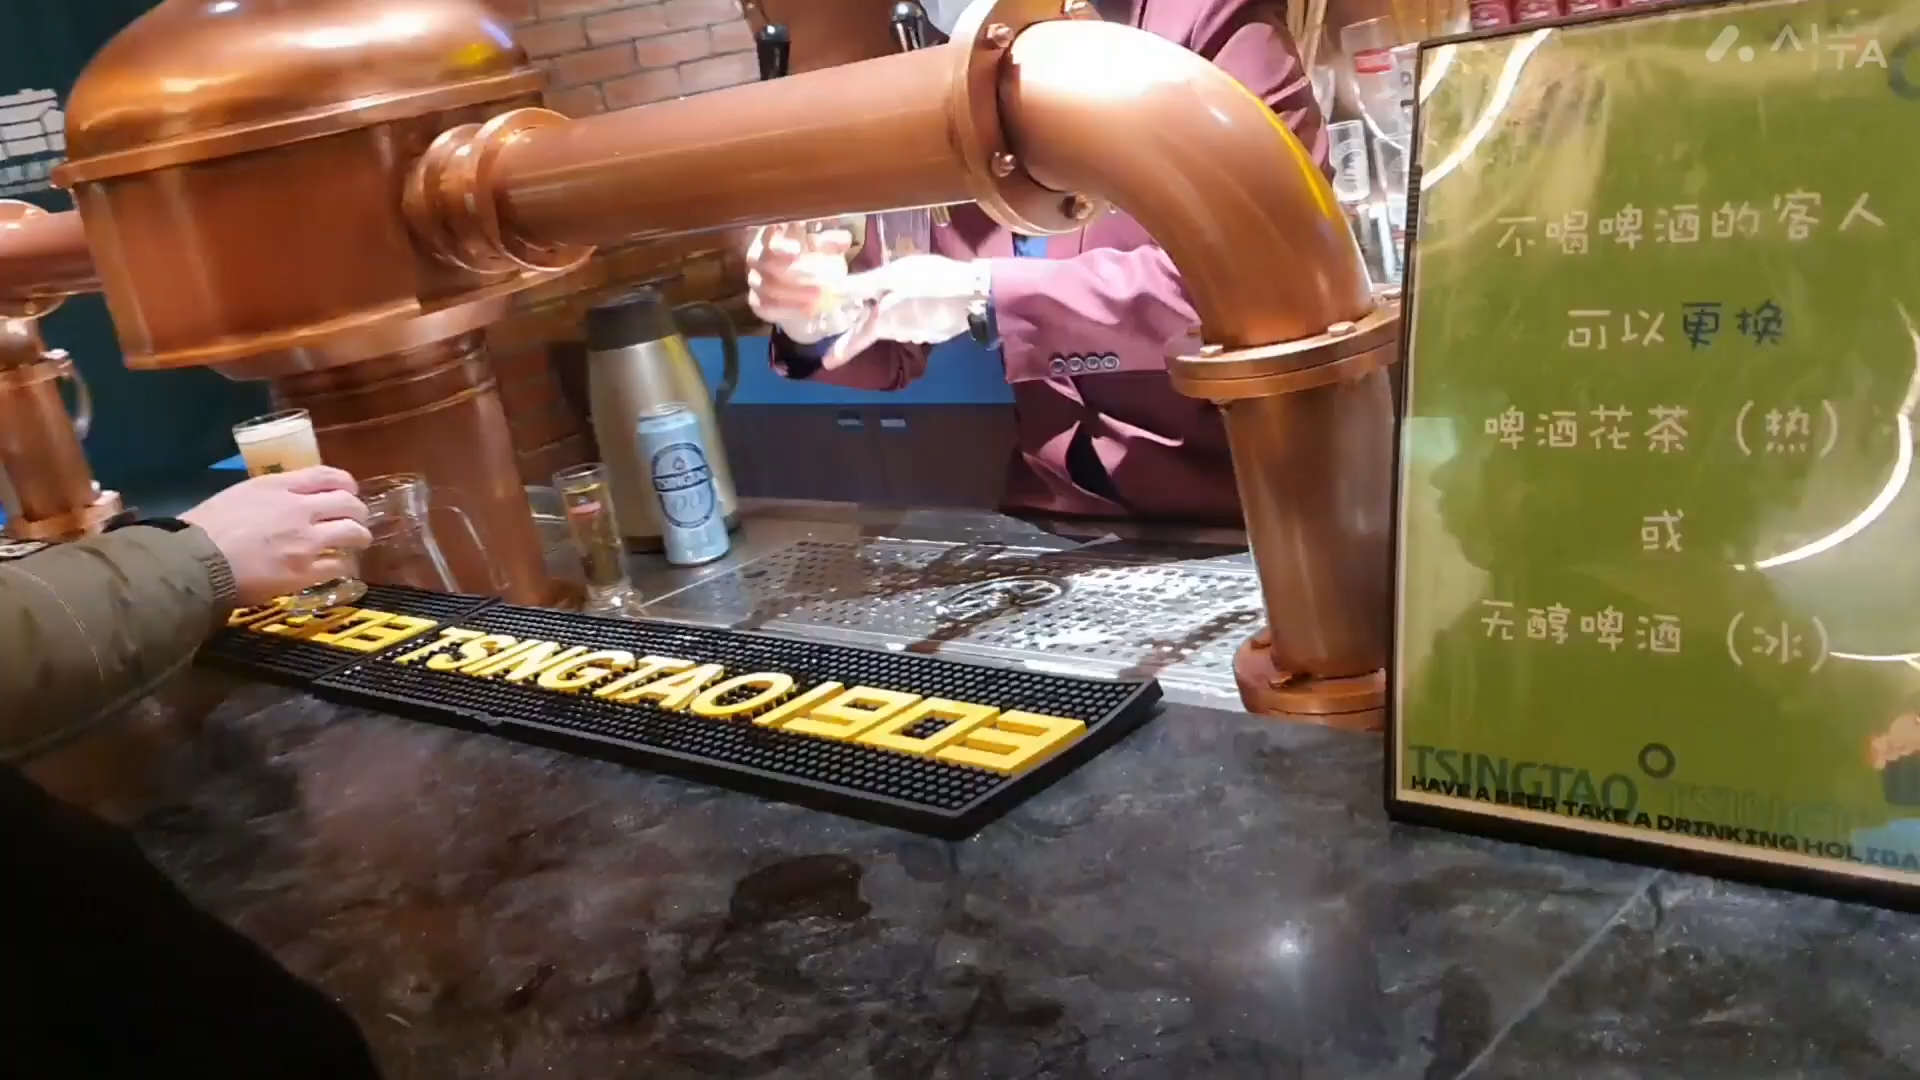 不喝啤酒的客人
可以更换
啤酒花茶（热）
或
无醇啤酒（冰）
TSINGTAO
HAVE A BEER TAKE A DRINKING HOLIDA
TSINGTAO 1903
TSINGTAO